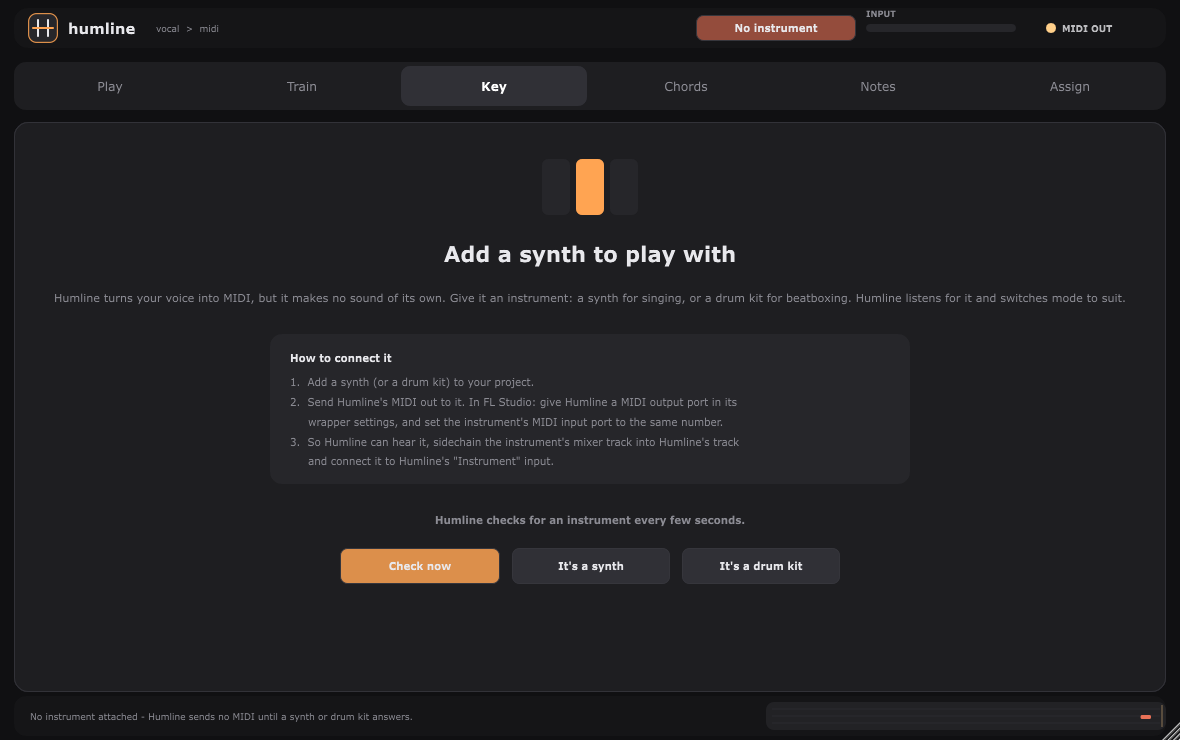 humline
vocal > midi
No instrument
INPUT
MIDI OUT
Play
Train
Key
Chords
Notes
Assign
Add a synth to play with
Humline turns your voice into MIDI, but it makes no sound of its own. Give it an instrument: a synth for singing, or a drum kit for beatboxing. Humline listens for it and switches mode to suit.
How to connect it
1. Add a synth (or a drum kit) to your project.
2. Send Humline's MIDI out to it. In FL Studio: give Humline a MIDI output port in its
wrapper settings, and set the instrument's MIDI input port to the same number.
3. So Humline can hear it, sidechain the instrument's mixer track into Humline's track
and connect it to Humline's "Instrument" input.
Humline checks for an instrument every few seconds.
Check now
It's a synth
It's a drum kit
No instrument attached - Humline sends no MIDI until a synth or drum kit answers.